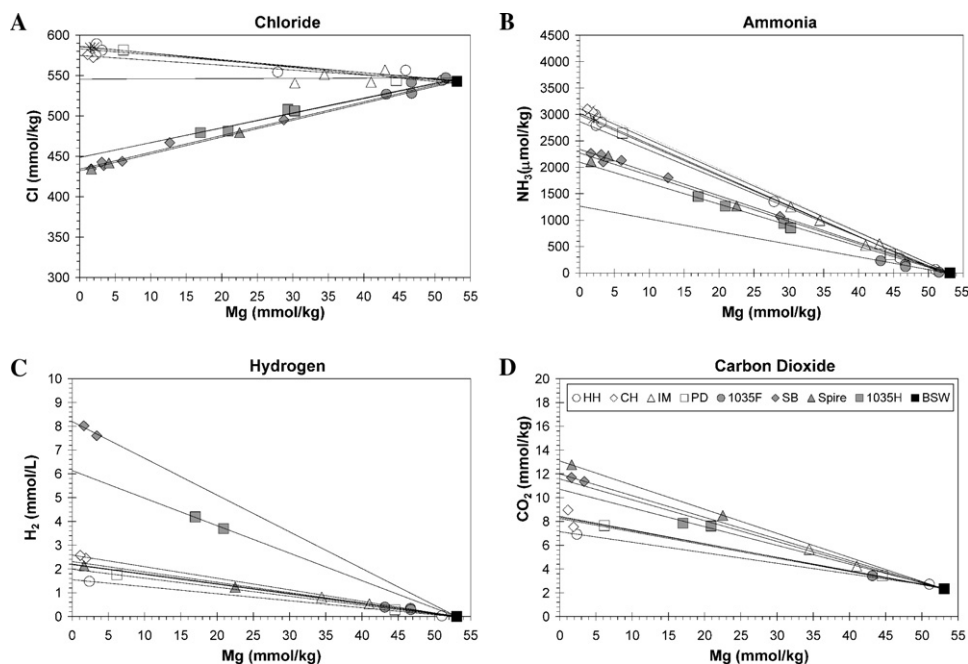 A
Chloride
600
550
500
450
400
350
300
Cl (mmol/kg)
0 5 10 15 20 25 30 35 40 45 50 55
Mg (mmol/kg)
B
Ammonia
4500
4000
3500
3000
2500
2000
1500
1000
500
0
NH₃(μmol/kg)
0 5 10 15 20 25 30 35 40 45 50 55
Mg (mmol/kg)
C
Hydrogen
10
9
8
7
6
5
4
3
2
1
0
H₂ (mmol/L)
0 5 10 15 20 25 30 35 40 45 50 55
Mg (mmol/kg)
D
Carbon Dioxide
HH CH IM PD 1035F SB Spire 1035H BSW
20
18
16
14
12
10
8
6
4
2
0
CO₂ (mmol/kg)
0 5 10 15 20 25 30 35 40 45 50 55
Mg (mmol/kg)